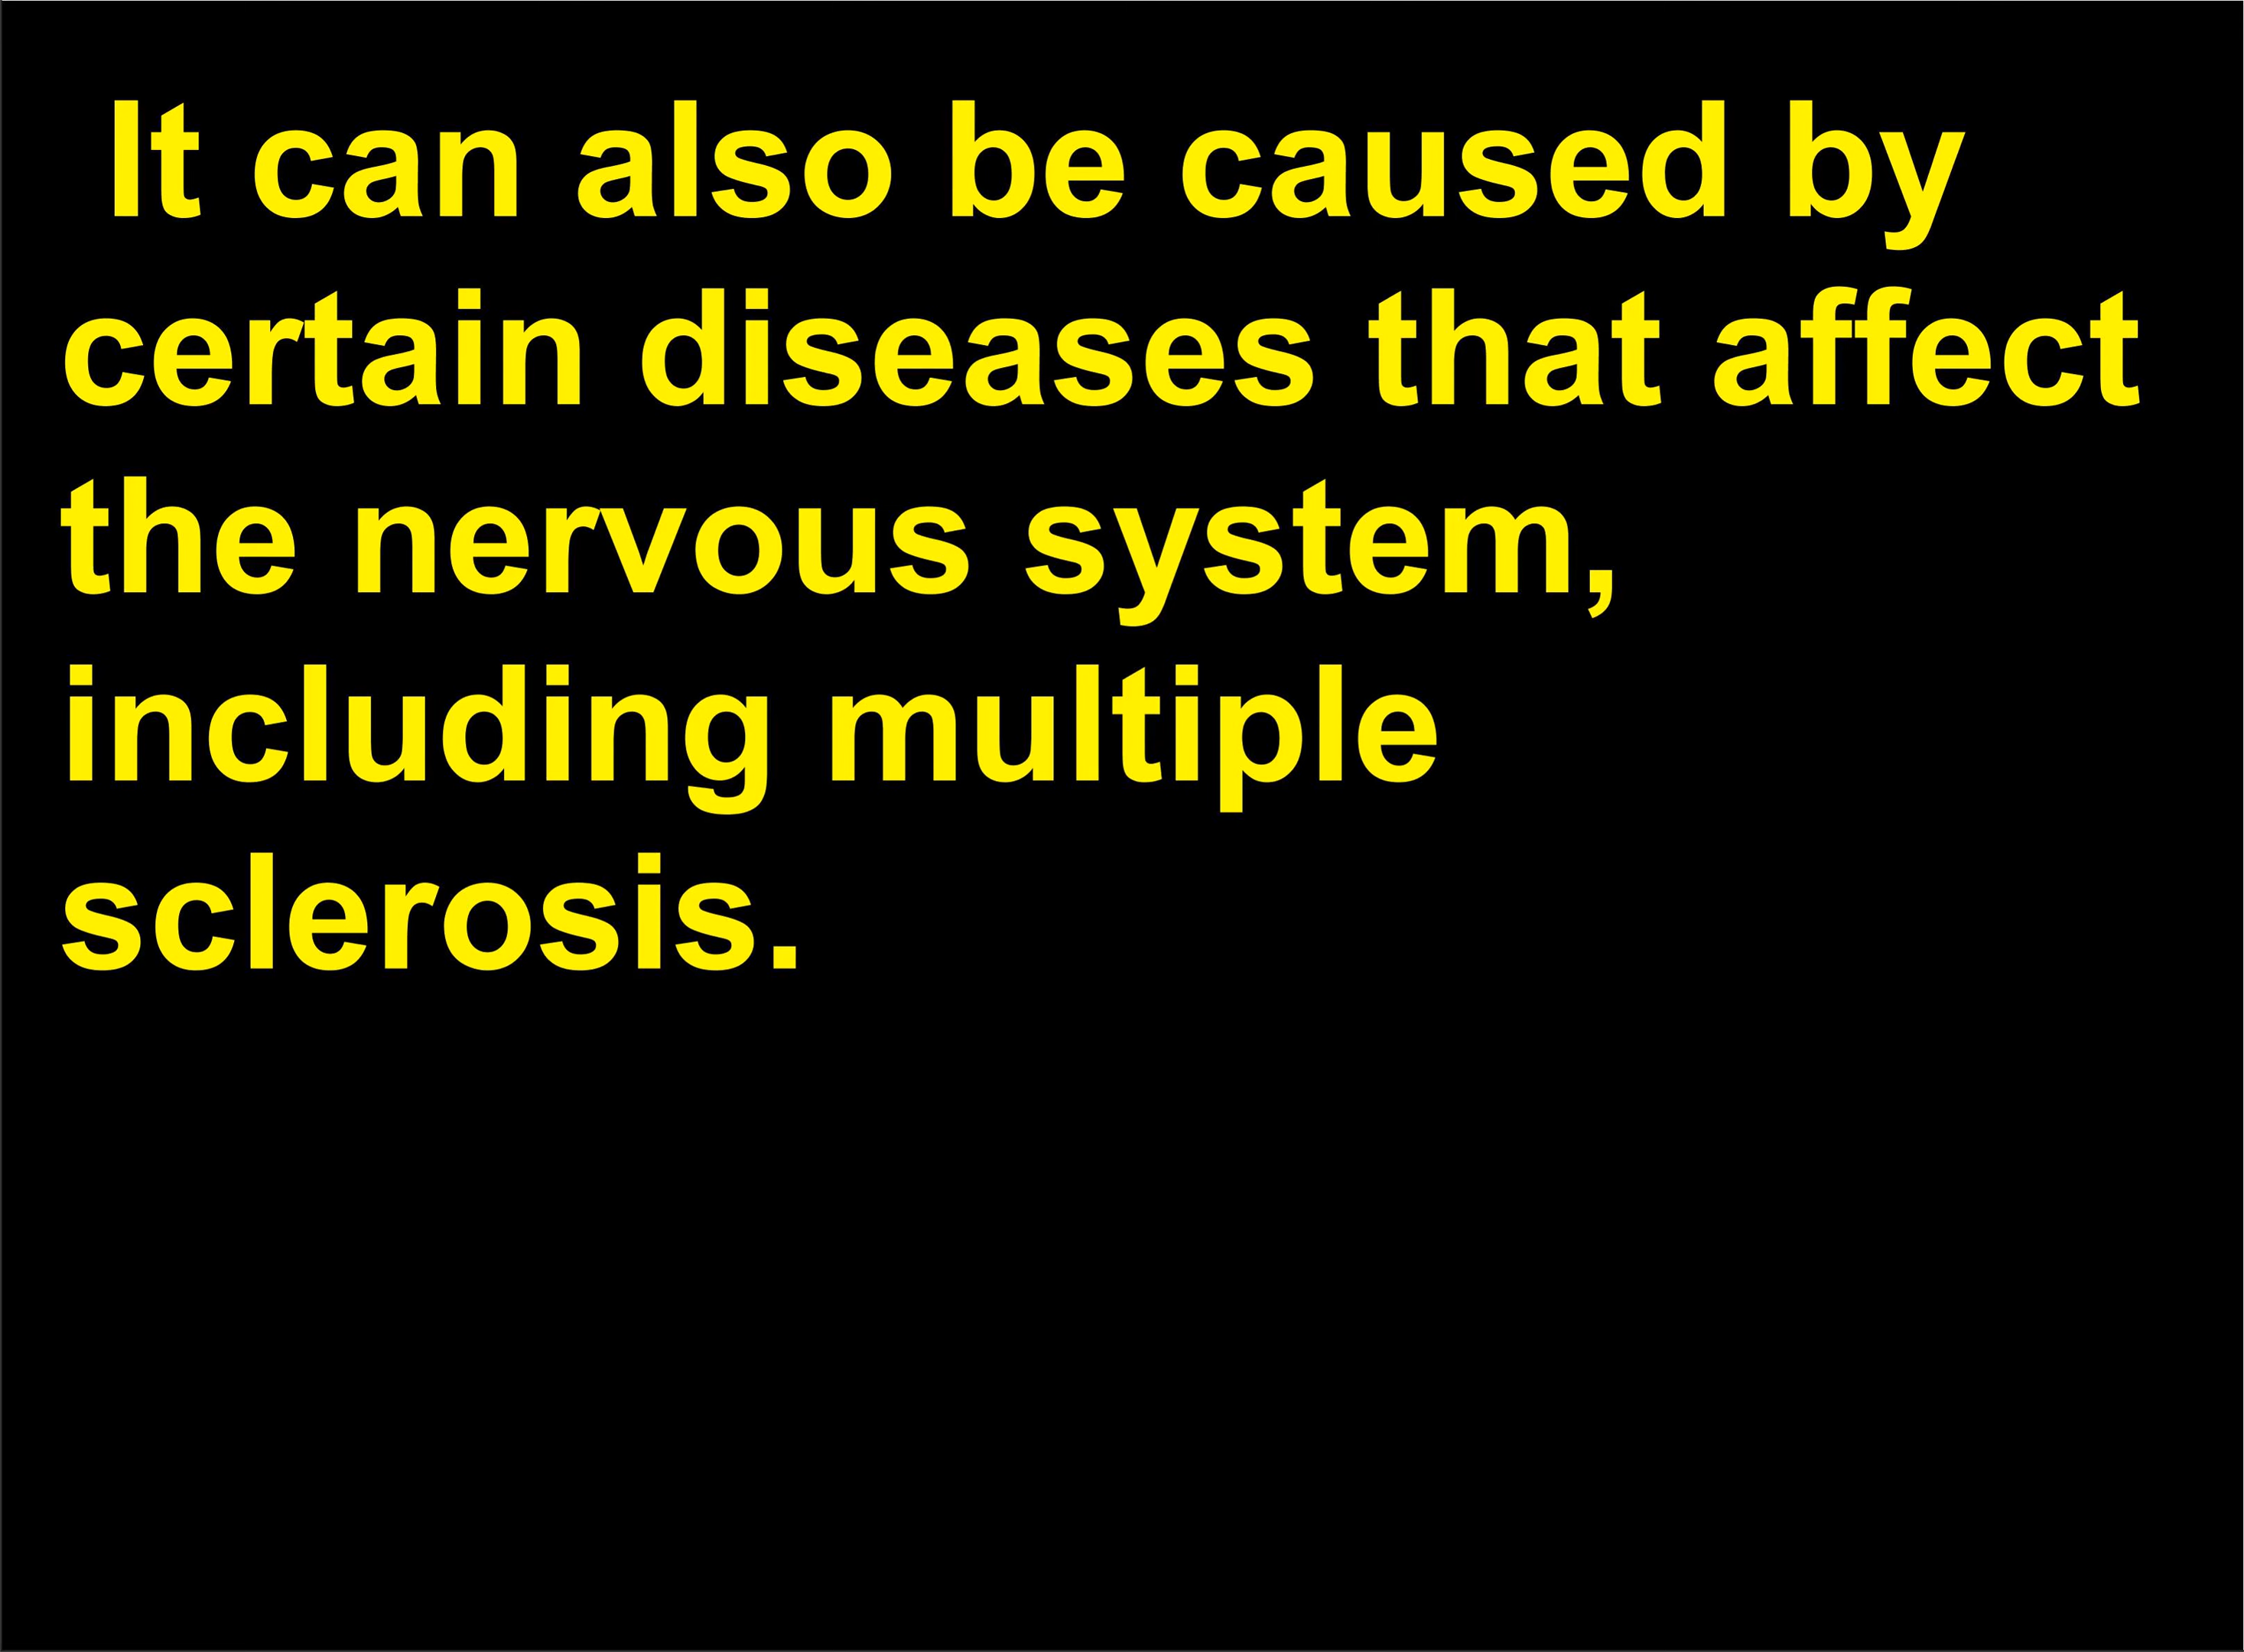 It can also be caused by
certain diseases that affect
the nervous system,
including multiple
sclerosis.